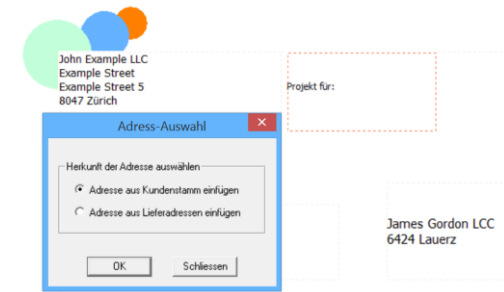 John Example LLC
Example Street
Example Street 5
8047 Zürich
Projekt für:
Adress-Auswahl
Herkunft der Adresse auswählen
Adresse aus Kundenstamm einfügen
Adresse aus Lieferadressen einfügen
OK Schliessen
James Gordon LCC
6424 Lauerz